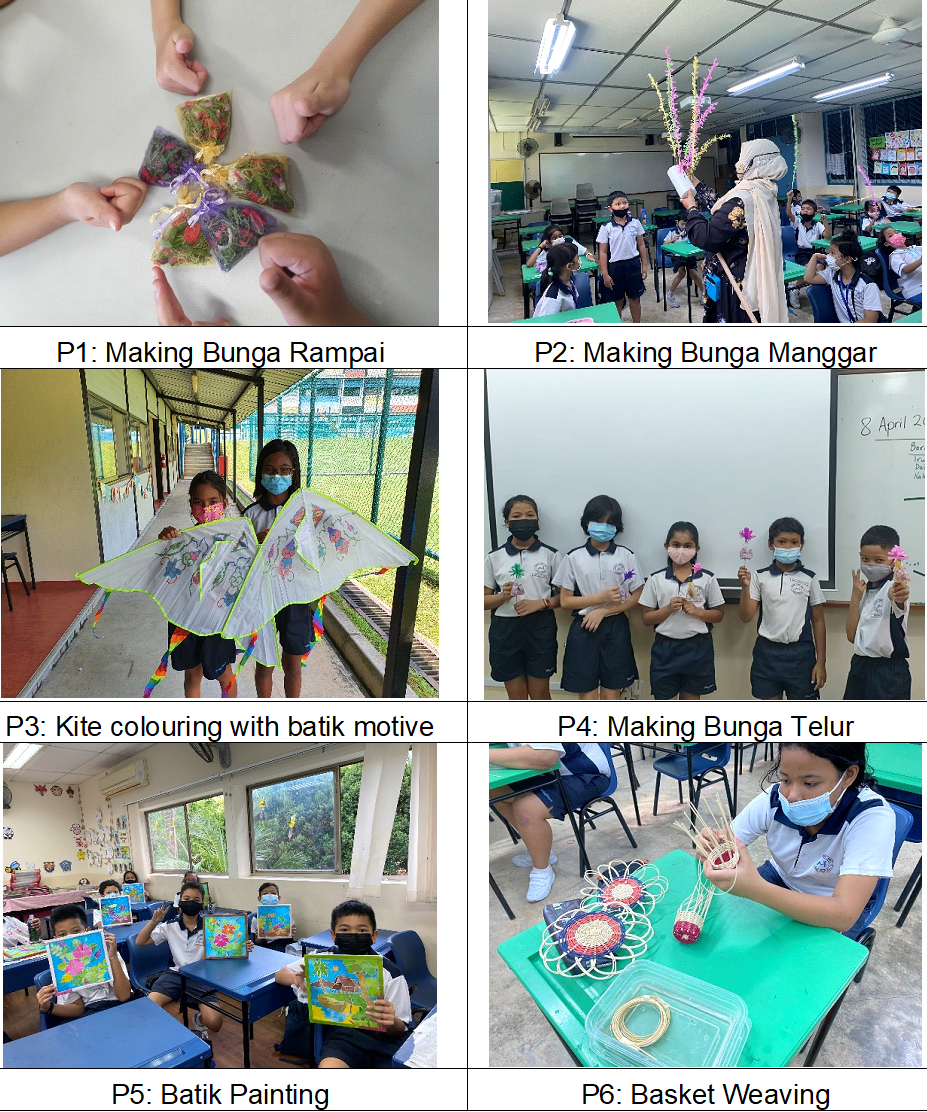 P1: Making Bunga Rampai
P2: Making Bunga Manggar
8 April 20
P3: Kite colouring with batik motive
P4: Making Bunga Telur
P5: Batik Painting
P6: Basket Weaving